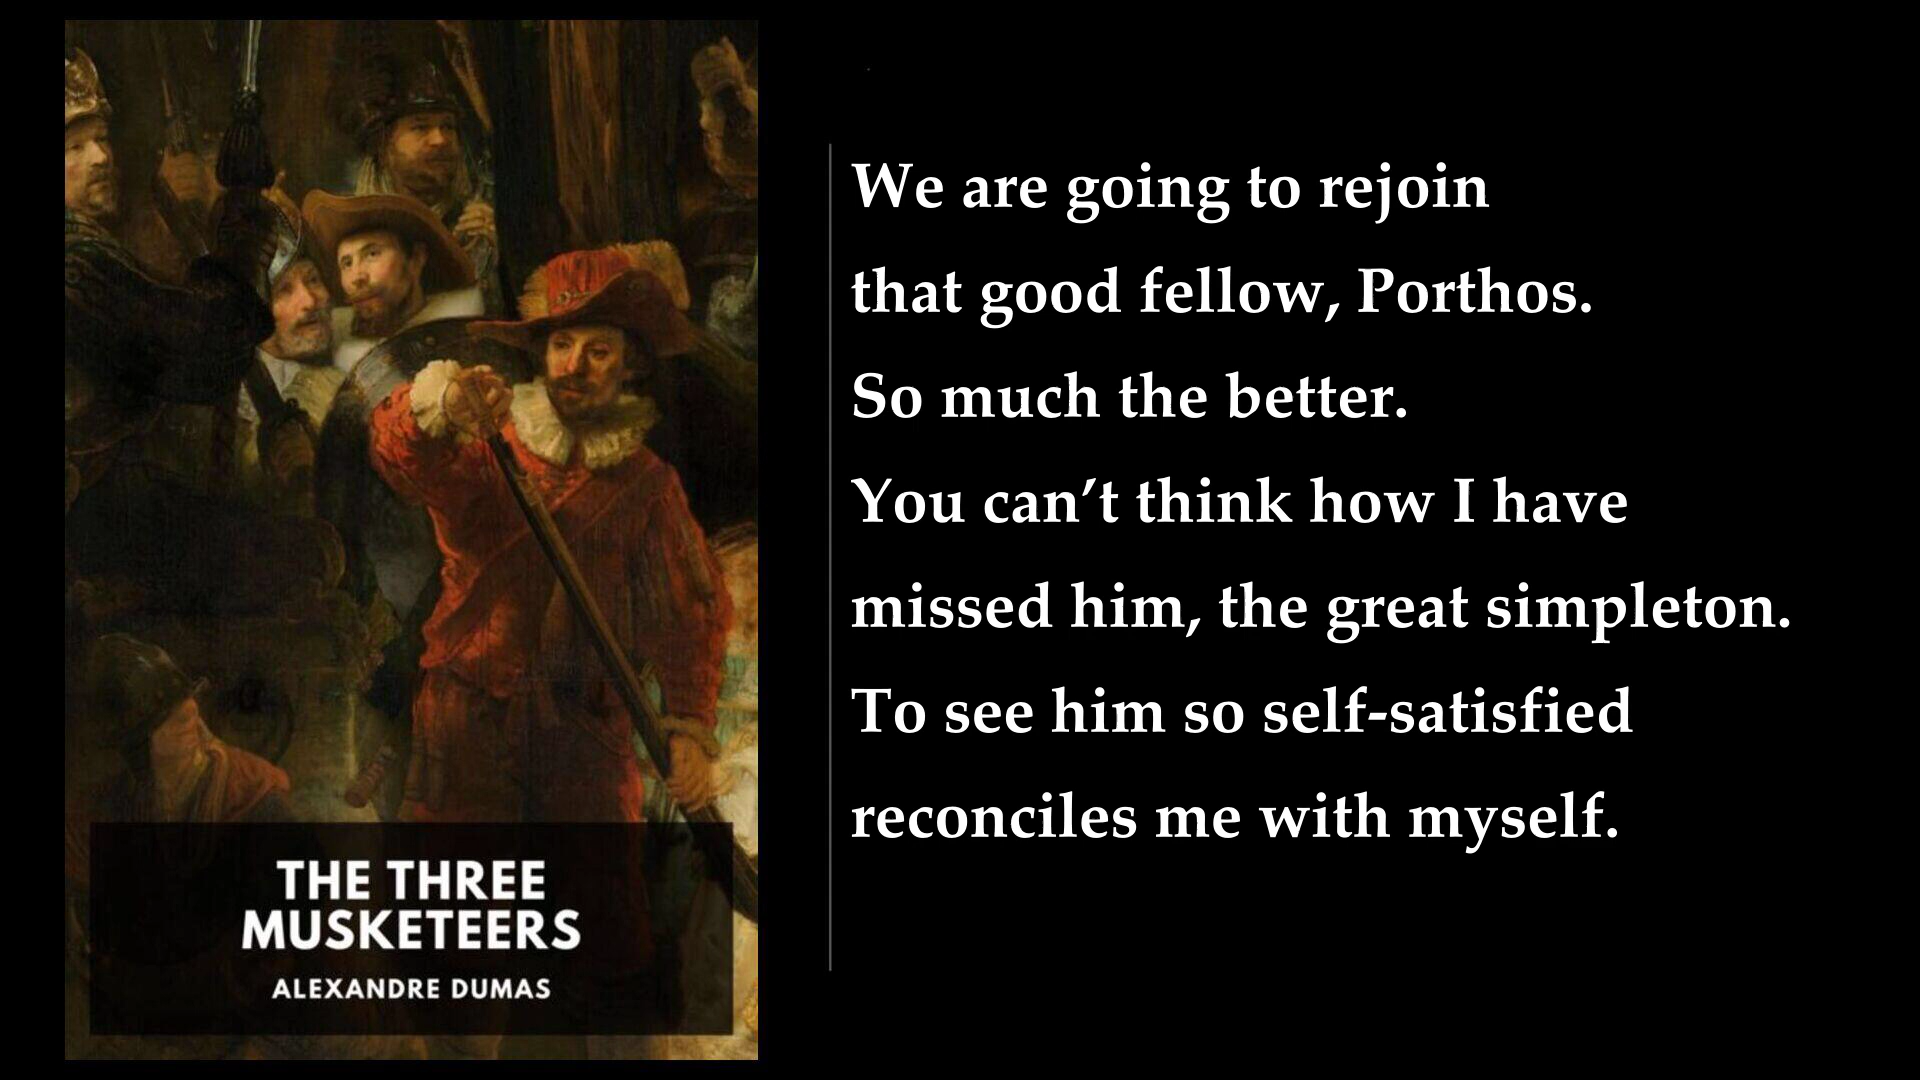 THE THREE
MUSKETEERS
ALEXANDRE DUMAS
We are going to rejoin
that good fellow, Porthos.
So much the better.
You can’t think how I have
missed him, the great simpleton.
To see him so self-satisfied
reconciles me with myself.